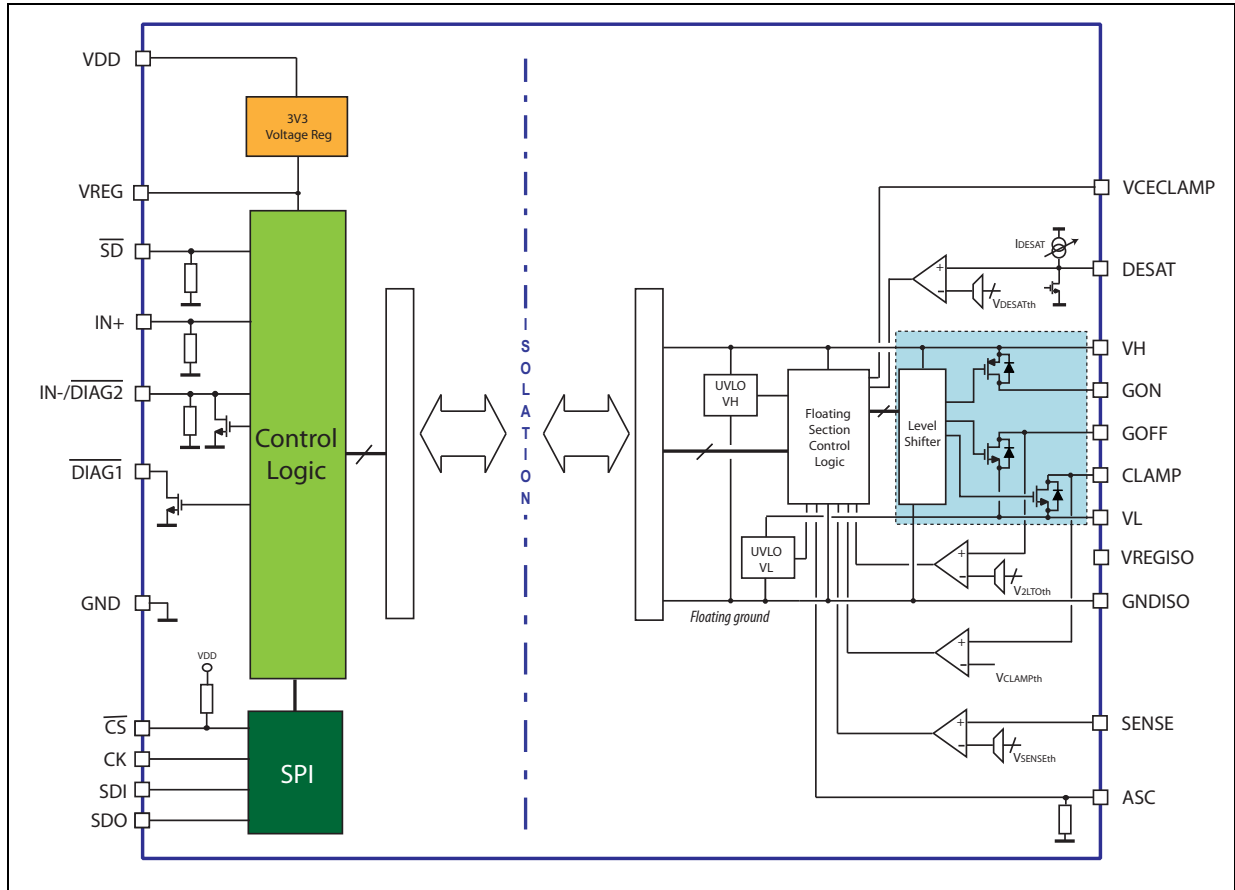 VDD
3V3
Voltage Reg
VREG
SD
IN+
IN-/DIAG2
DIAG1
GND
VDD
CS
CK
SDI
SDO
Control
Logic
SPI
ISOLATION
VCECLAMP
IDESAT
DESAT
VDESATth
VH
GON
GOFF
CLAMP
VL
VREGISO
GNDISO
SENSE
ASC
UVLO
VH
Floating
Section
Control
Logic
Level
Shifter
UVLO
VL
V2LTOth
Floating ground
VCLAMPth
VSENSEth